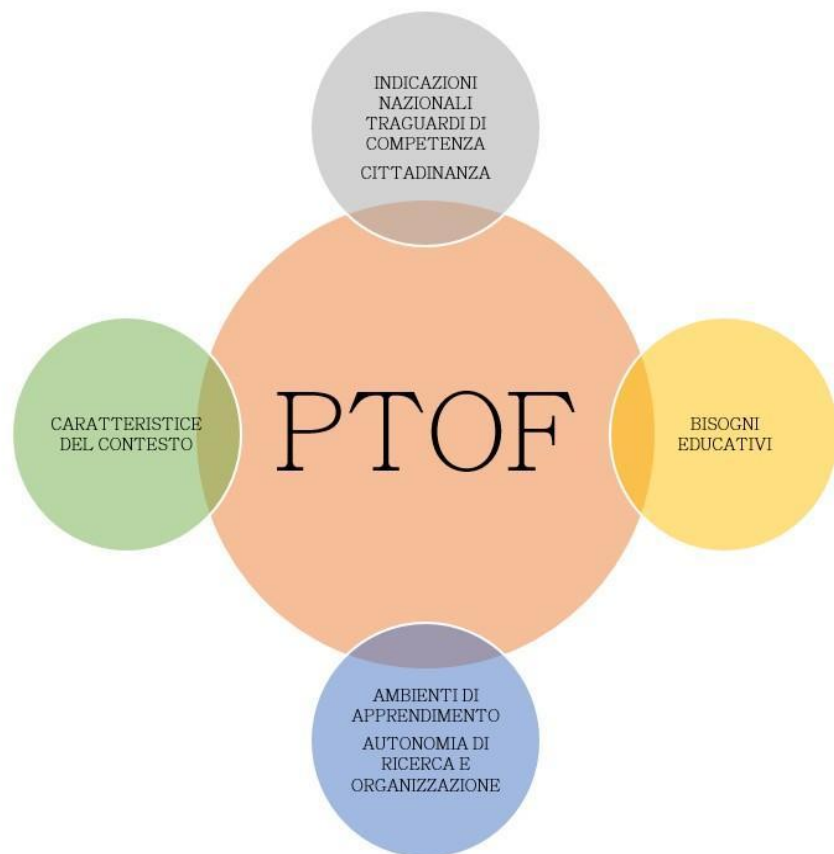 INDICAZIONI
NAZIONALI
TRAGUARDI DI
COMPETENZA
CITTADINANZA
CARATTERISTICE
DEL CONTESTO
PTOF
BISOGNI
EDUCATIVI
AMBIENTI DI
APPRENDIMENTO
AUTONOMIA DI
RICERCA E
ORGANIZZAZIONE